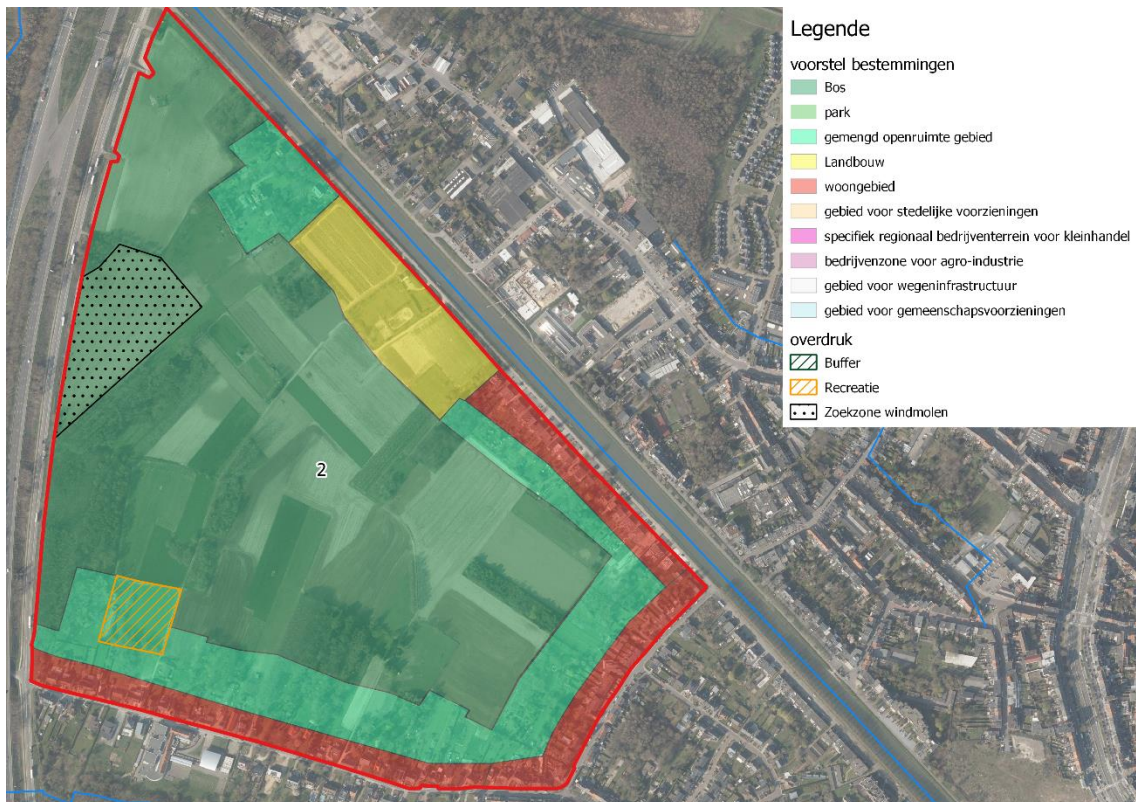 Legende
voorstel bestemmingen
Bos
park
gemengd openruimte gebied
Landbouw
woongebied
gebied voor stedelijke voorzieningen
specifiek regionaal bedrijventerrein voor kleinhandel
bedrijvenzone voor agro-industrie
gebied voor wegeninfrastructuur
gebied voor gemeenschapsvoorzieningen
overdruk
Buffer
Recreatie
Zoekzone windmolen
2